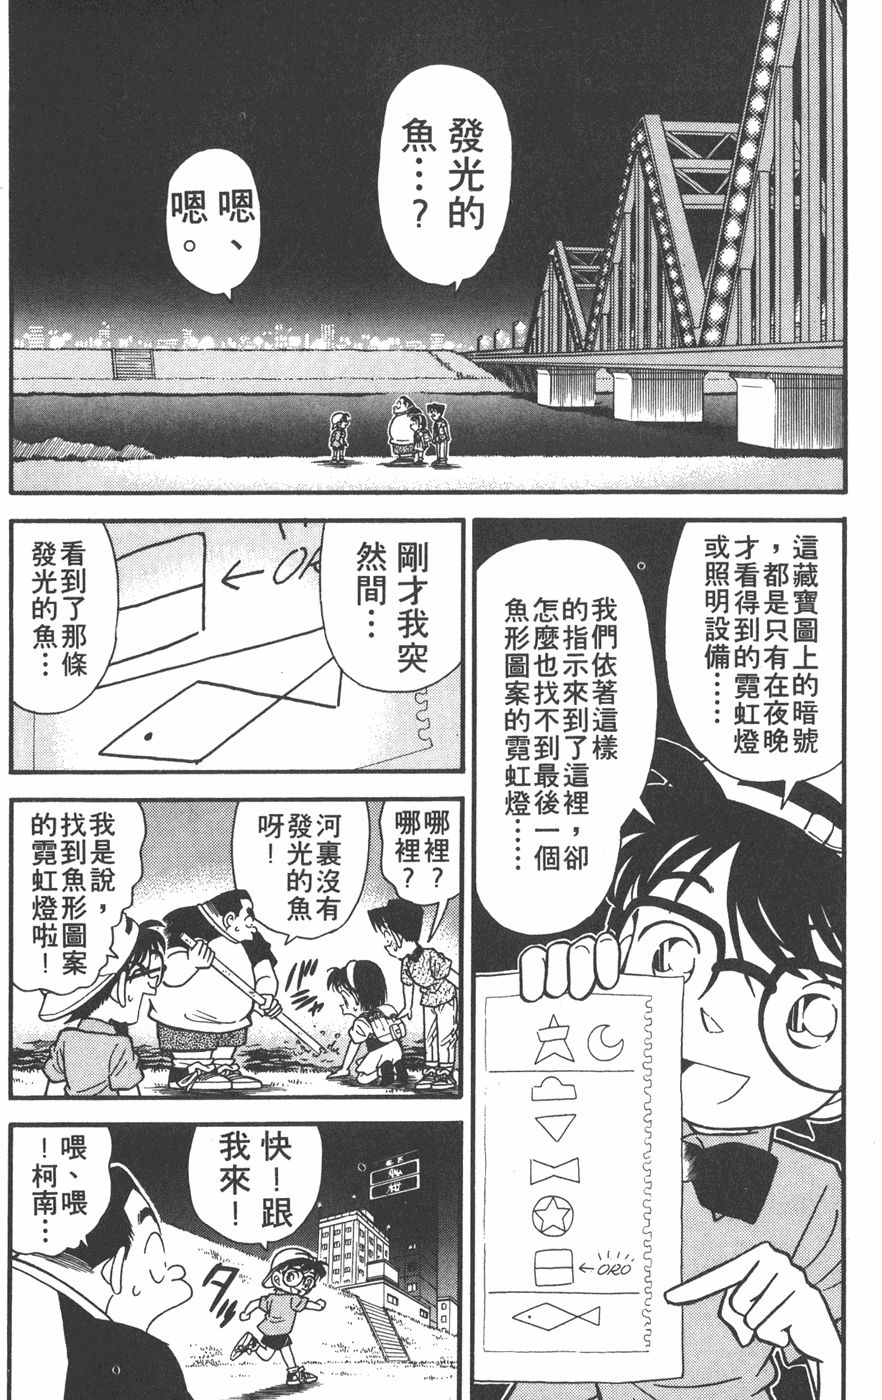 發光的
魚…？
嗯、
嗯。
這藏寶圖上的暗號
，都是只有在夜晚
才看得到的霓虹燈
或照明設備……
我們依著這樣
的指示來到了這裡，卻
怎麼也找不到最後一個
魚形圖案的霓虹燈……
←ORO
剛才我突
然間…
看到了那條
發光的魚…
←OR
哪裡？
哪裡？
河裏沒有
發光的魚
呀！
我是說，
找到魚形圖案
的霓虹燈啦！
快！跟
我來！
タ
喂、喂
！柯南…